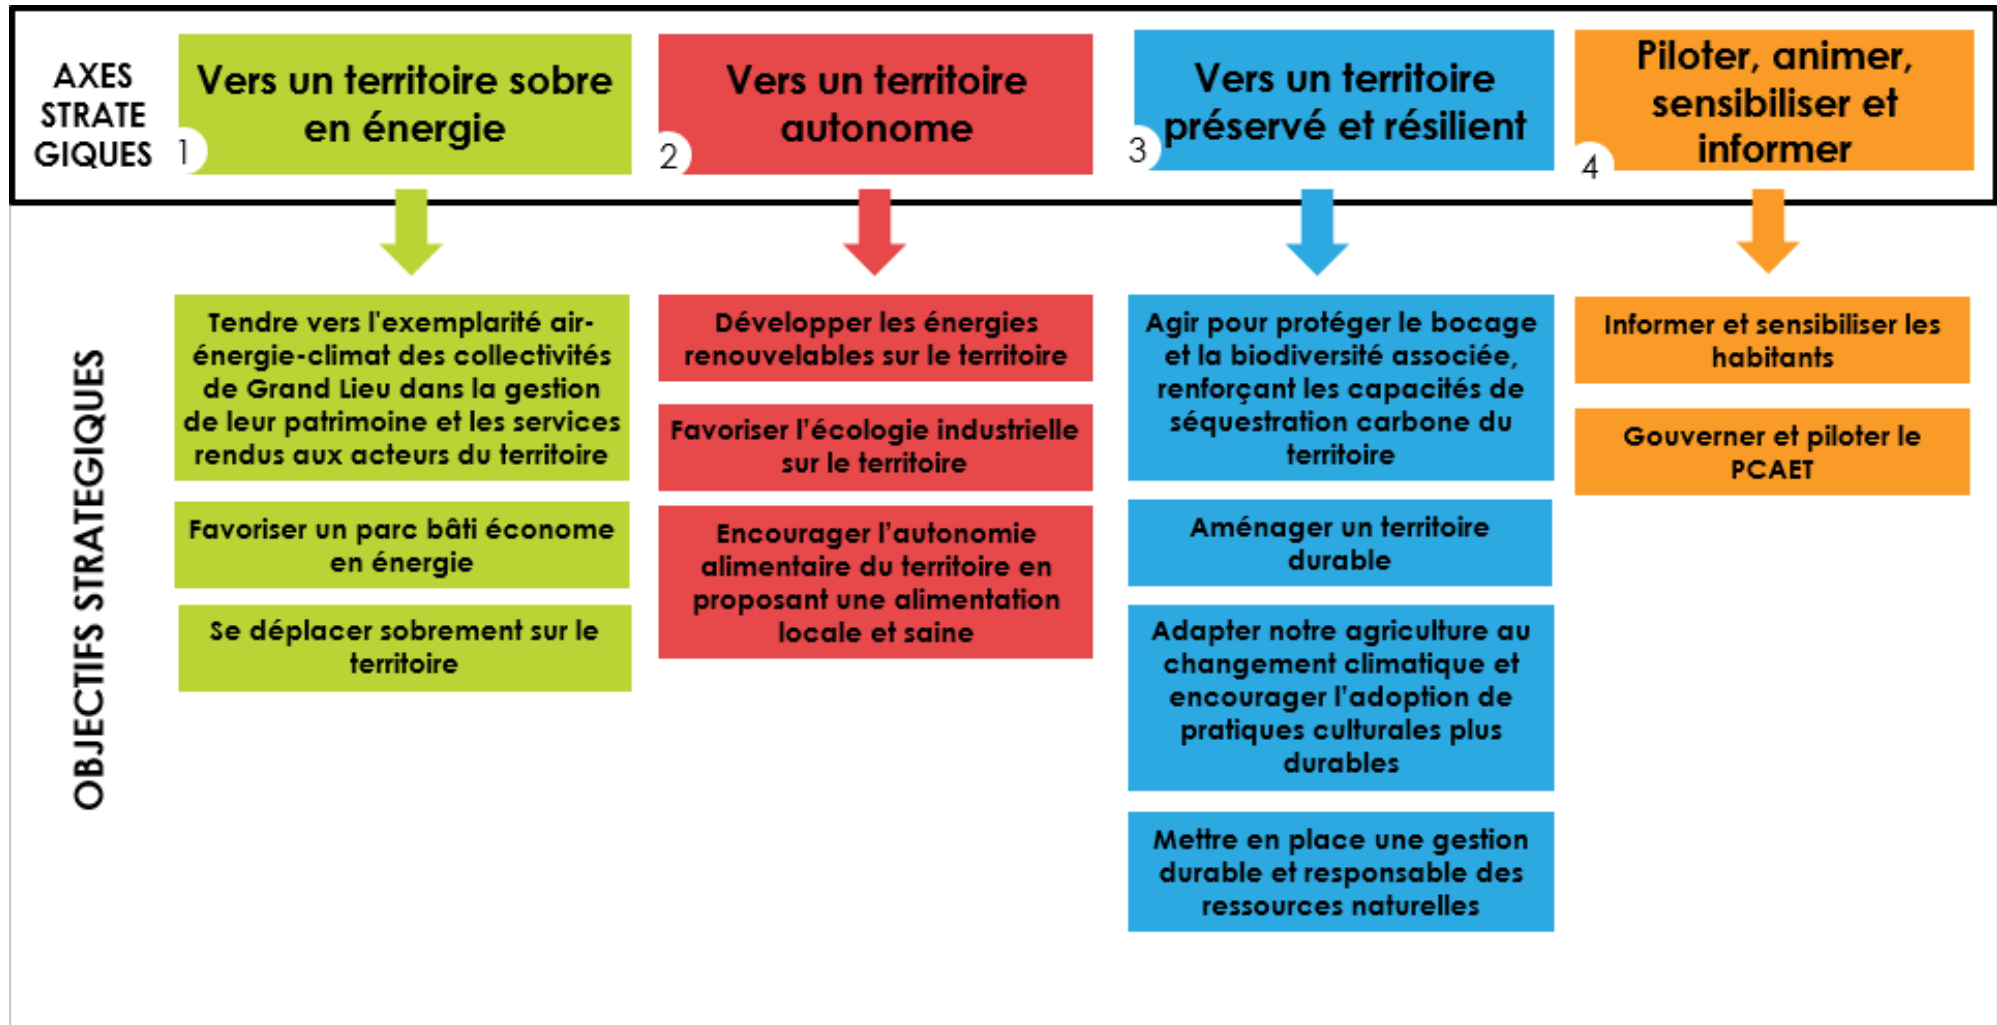 AXES
STRATE
GIQUES
1
Vers un territoire sobre
en énergie
2
Vers un territoire
autonome
3
Vers un territoire
préservé et résilient
4
Piloter, animer,
sensibiliser et
informer
OBJECTIFS STRATEGIQUES
Tendre vers l'exemplarité air-
énergie-climat des collectivités
de Grand Lieu dans la gestion
de leur patrimoine et les services
rendus aux acteurs du territoire
Favoriser un parc bâti économe
en énergie
Se déplacer sobrement sur le
territoire
Développer les énergies
renouvelables sur le territoire
Favoriser l'écologie industrielle
sur le territoire
Encourager l'autonomie
alimentaire du territoire en
proposant une alimentation
locale et saine
Agir pour protéger le bocage
et la biodiversité associée,
renforçant les capacités de
séquestration carbone du
territoire
Aménager un territoire
durable
Adapter notre agriculture au
changement climatique et
encourager l'adoption de
pratiques culturales plus
durables
Mettre en place une gestion
durable et responsable des
ressources naturelles
Informer et sensibiliser les
habitants
Gouverner et piloter le
PCAET